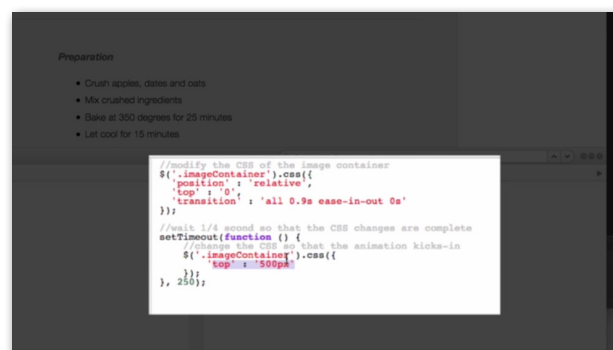 Preparation
Crush apples, dates and oats
Mix crushed ingredients
Bake at 350 degrees for 25 minutes
Let cool for 15 minutes
//modify the CSS of the image container
$('.imageContainer').css({
'position' : 'relative',
'top' : '0',
'transition' : 'all 0.9s ease-in-out 0s'
});
//wait 1/4 scond so that the CSS changes are complete
setTimeout(function () {
//change the CSS so that the animation kicks-in
$('.imageContainer').css({
'top' : '500px'
});
}, 250);